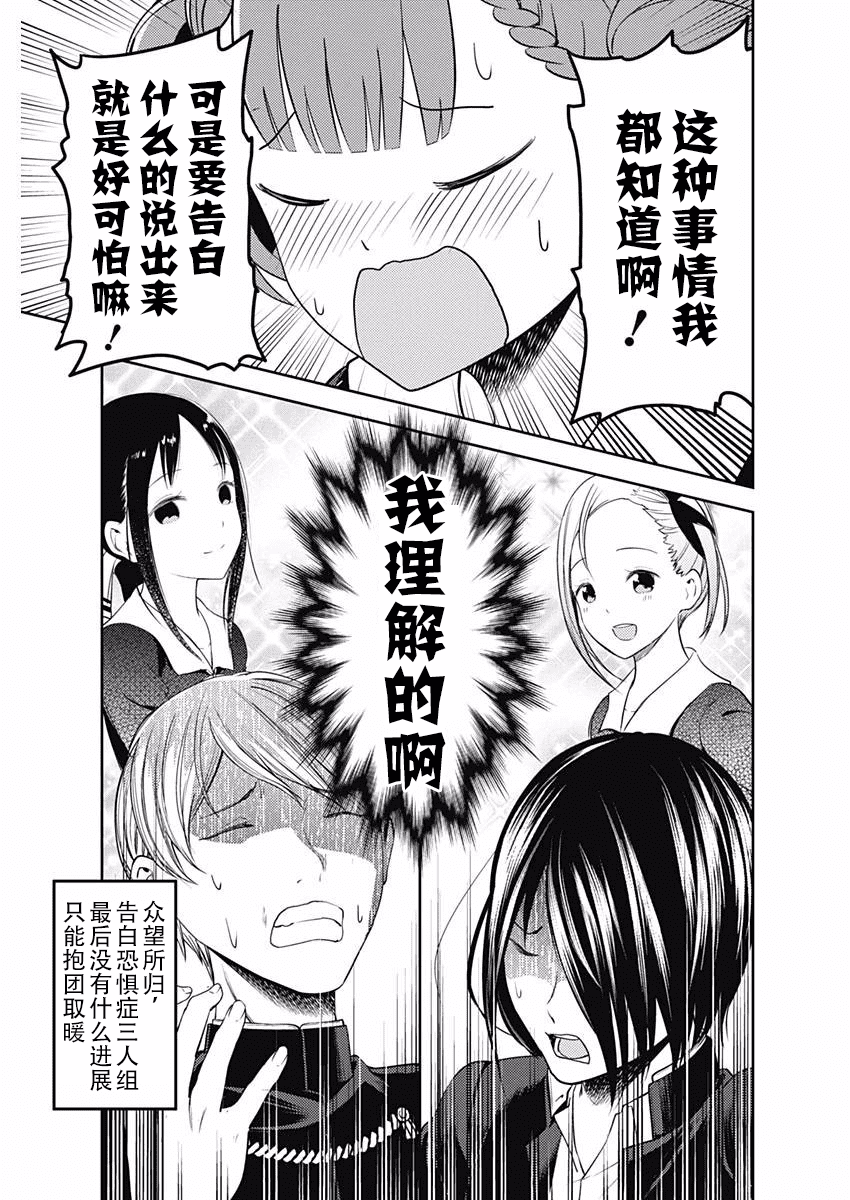 这种事情我
都知道啊！
可是要告白
什么的说出来
就是好可怕嘛！
我理解的啊
众望所归，
告白恐惧症三人组
最后没有什么进展
只能抱团取暖